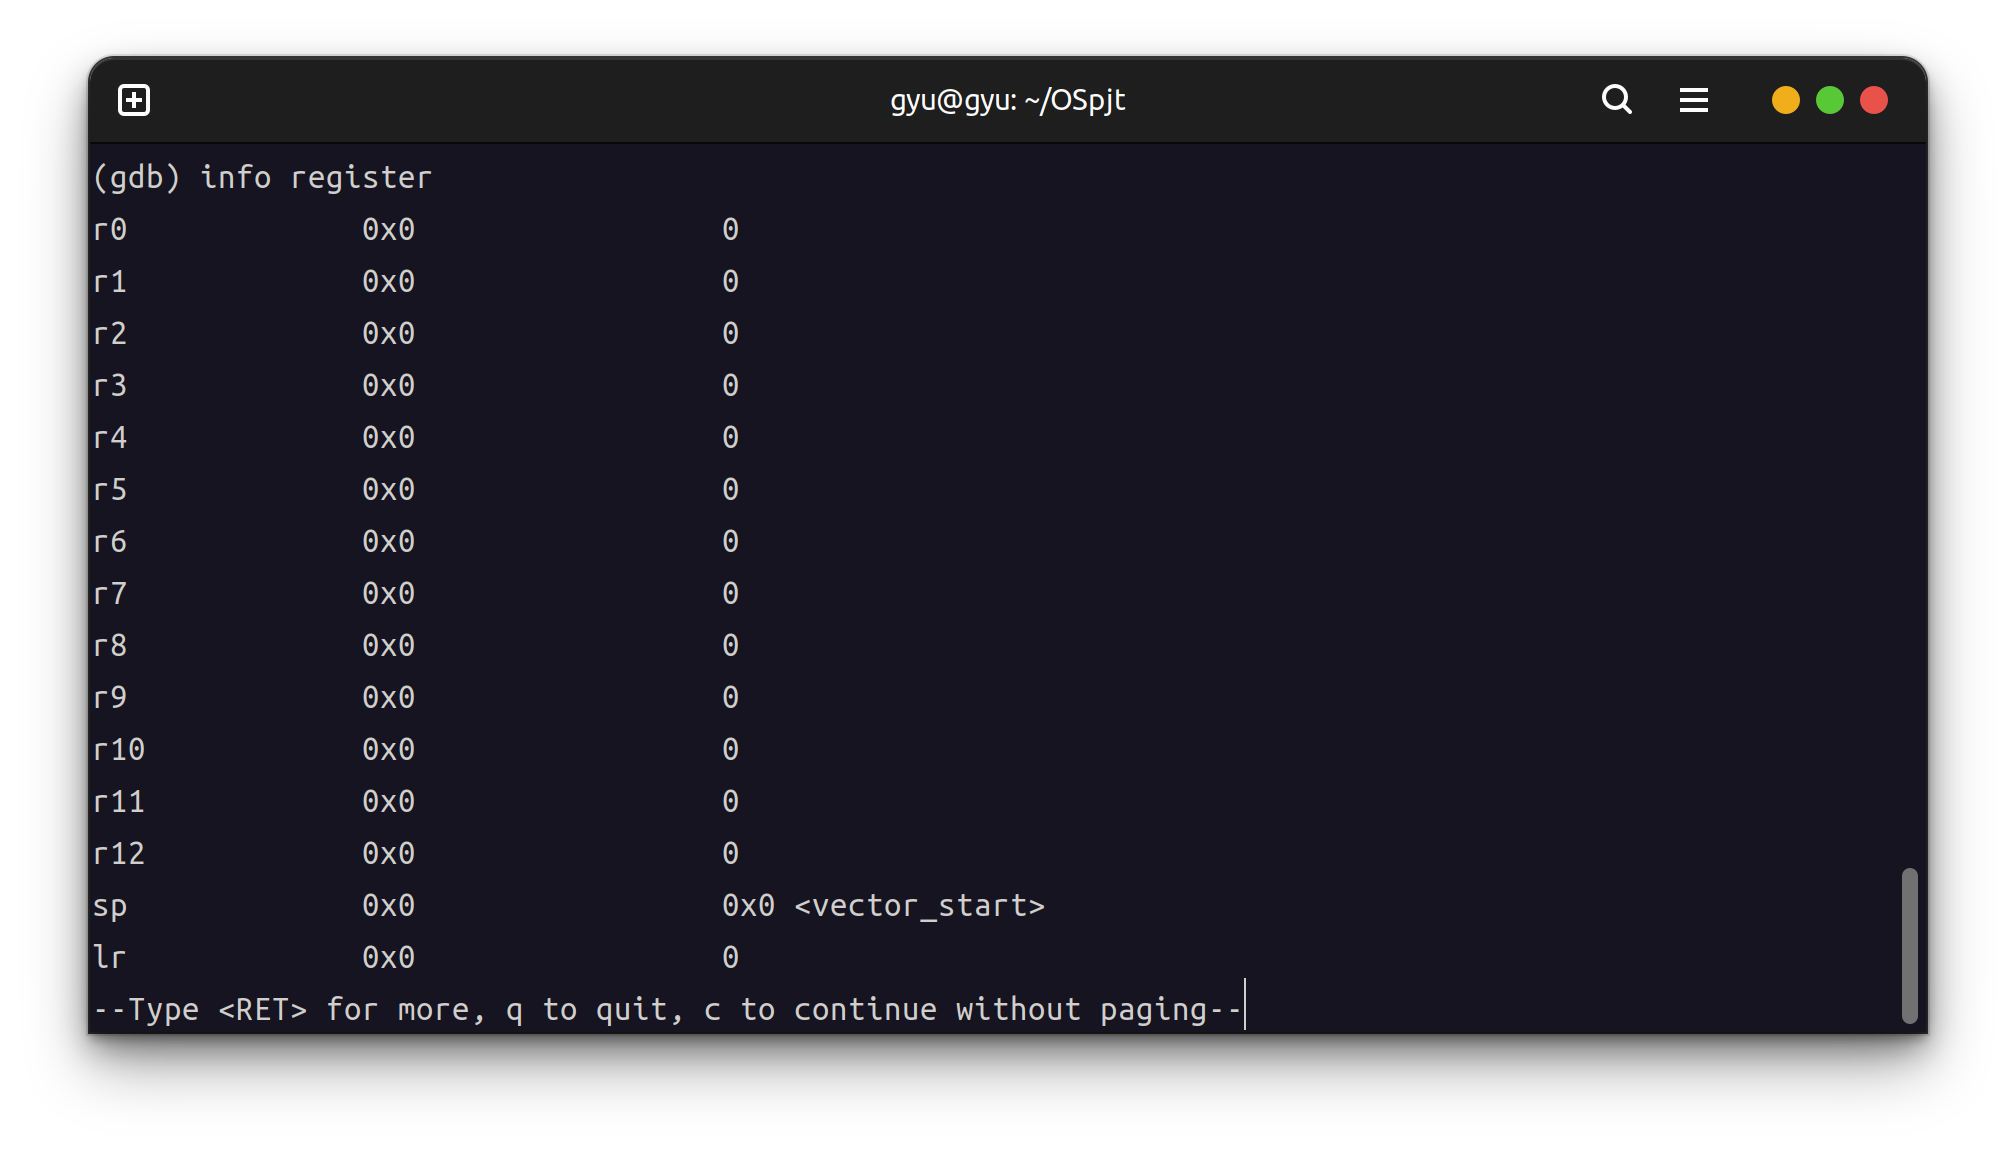 gyu@gyu: ~/OSpjt
(gdb) info register
r0 0x0 0
r1 0x0 0
r2 0x0 0
r3 0x0 0
r4 0x0 0
r5 0x0 0
r6 0x0 0
r7 0x0 0
r8 0x0 0
r9 0x0 0
r10 0x0 0
r11 0x0 0
r12 0x0 0
sp 0x0 0x0 <vector_start>
lr 0x0 0
--Type <RET> for more, q to quit, c to continue without paging--